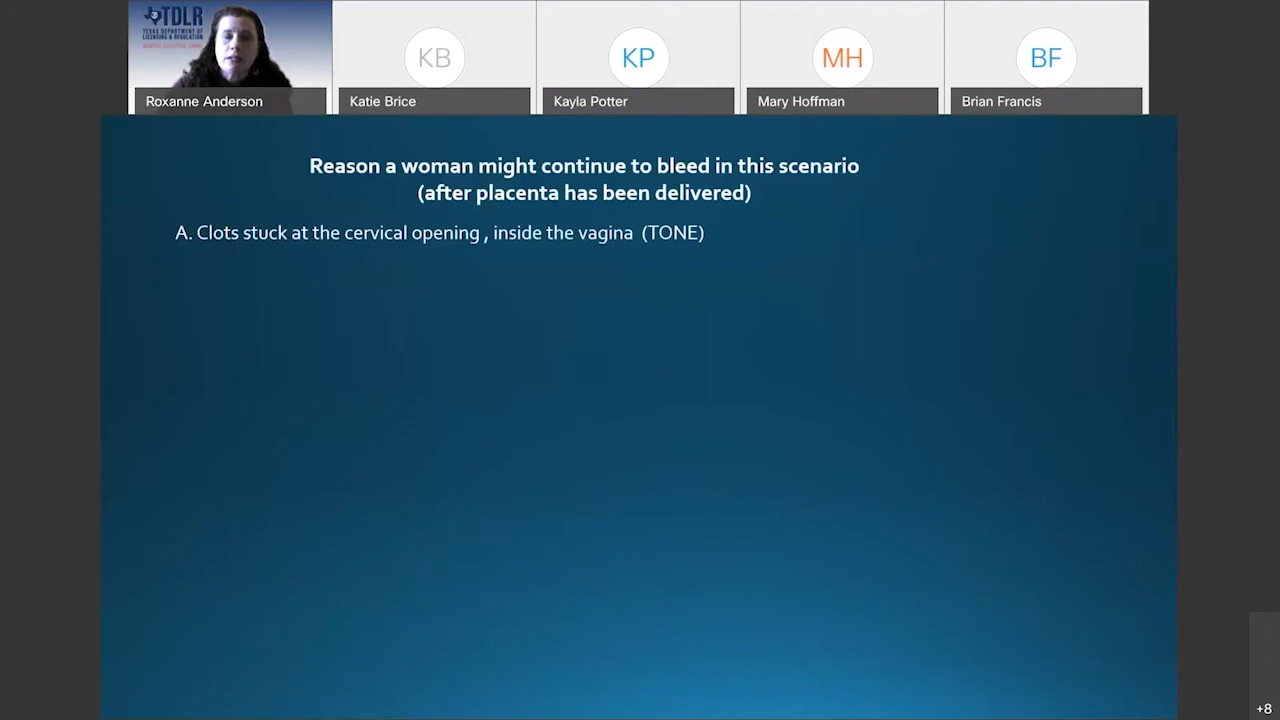 TDLR
TEXAS DEPARTMENT OF
LICENSING & REGULATION
KB
KP
MH
BF
Roxanne Anderson
Katie Brice
Kayla Potter
Mary Hoffman
Brian Francis
Reason a woman might continue to bleed in this scenario
(after placenta has been delivered)
A. Clots stuck at the cervical opening , inside the vagina (TONE)
+8